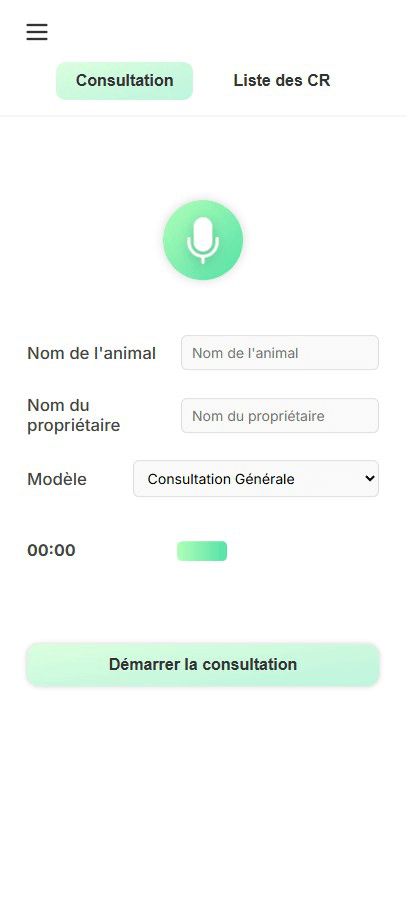 Consultation
Liste des CR
Nom de l'animal
Nom de l'animal
Nom du
propriétaire
Nom du propriétaire
Modèle
Consultation Générale
00:00
Démarrer la consultation